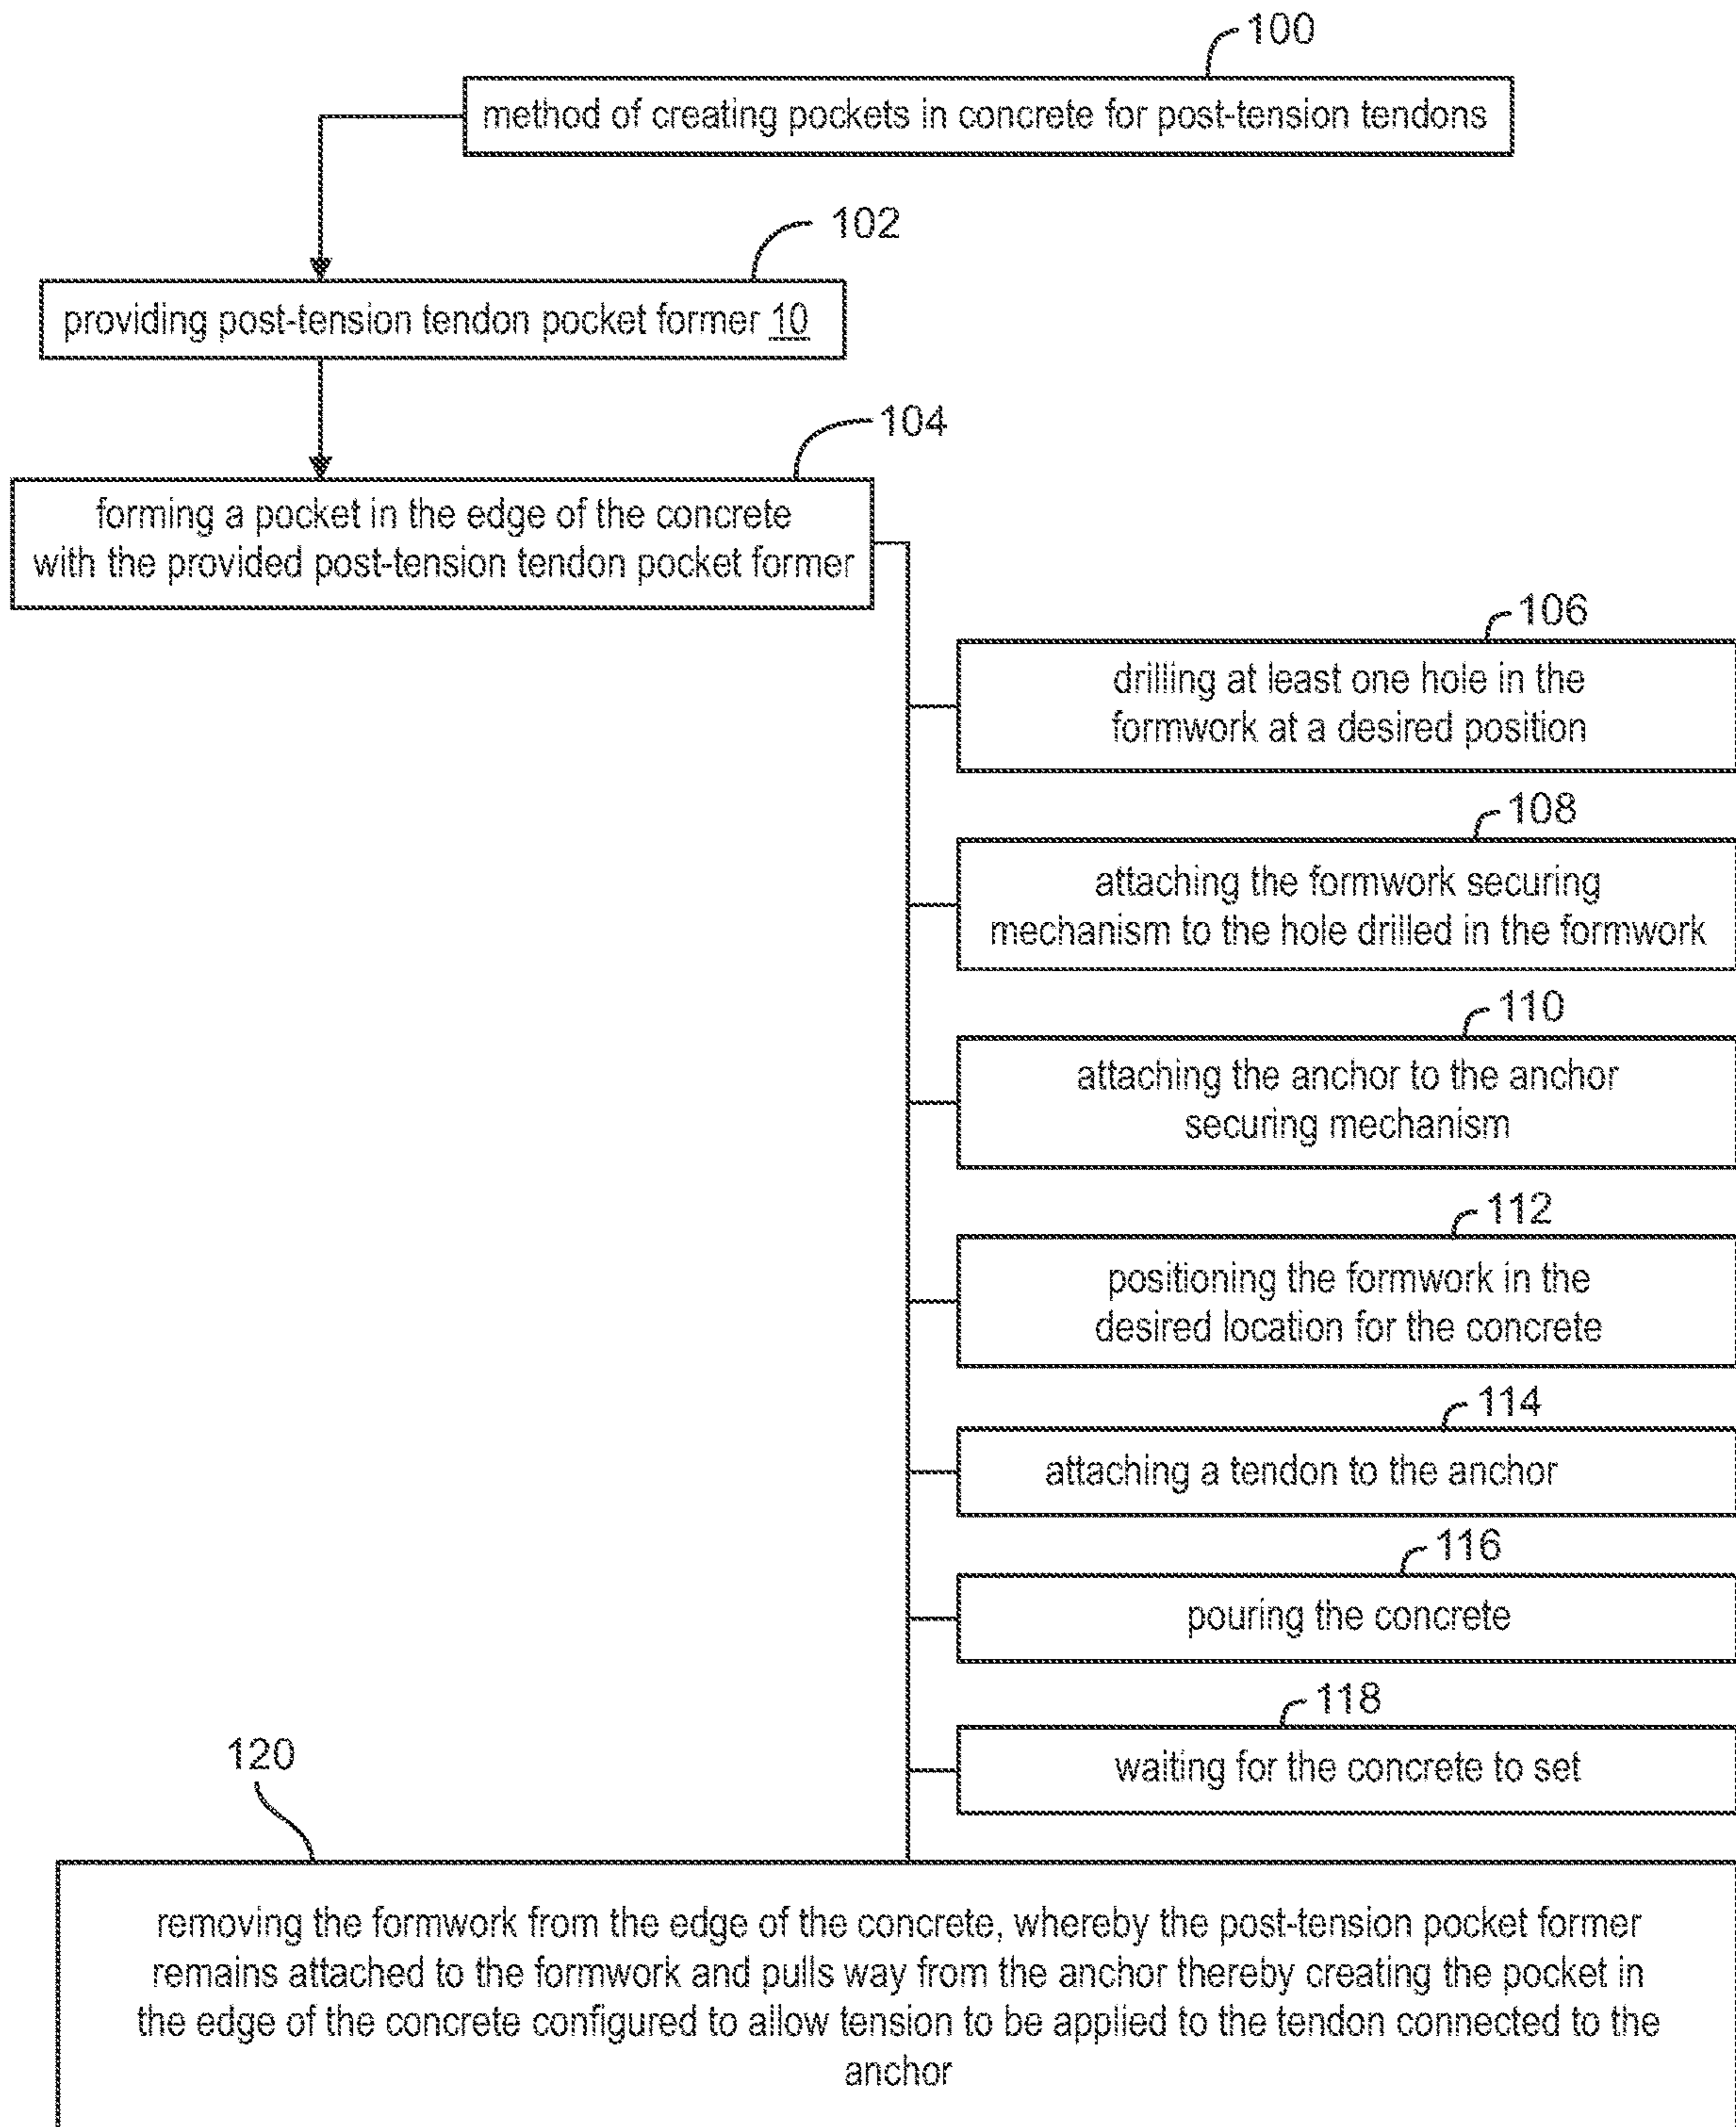 100
method of creating pockets in concrete for post-tension tendons
102
providing post-tension tendon pocket former 10
104
forming a pocket in the edge of the concrete
with the provided post-tension tendon pocket former
106
drilling at least one hole in the
formwork at a desired position
108
attaching the formwork securing
mechanism to the hole drilled in the formwork
110
attaching the anchor to the anchor
securing mechanism
112
positioning the formwork in the
desired location for the concrete
114
attaching a tendon to the anchor
116
pouring the concrete
118
waiting for the concrete to set
120
removing the formwork from the edge of the concrete, whereby the post-tension pocket former
remains attached to the formwork and pulls way from the anchor thereby creating the pocket in
the edge of the concrete configured to allow tension to be applied to the tendon connected to the
anchor